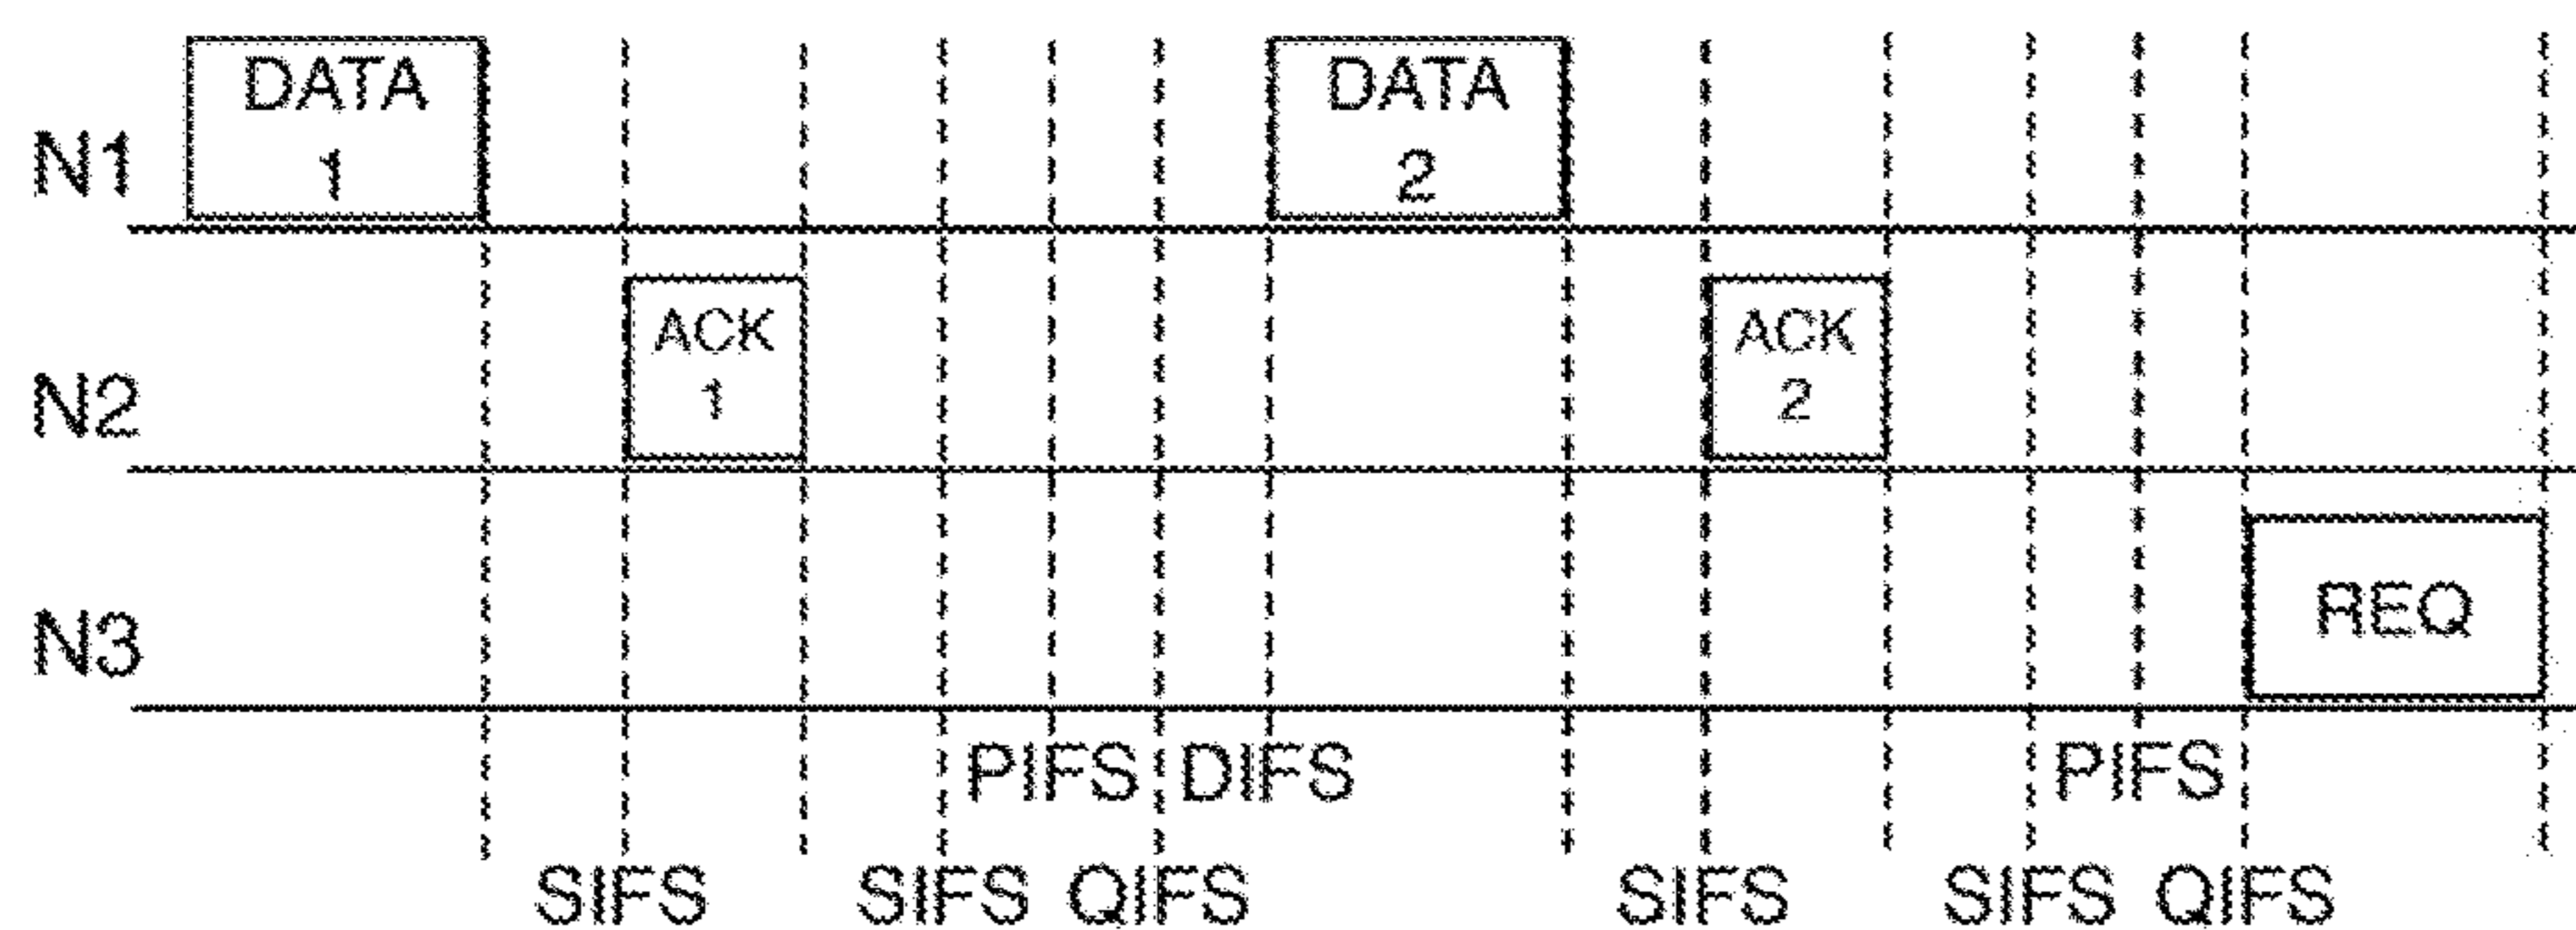 DATA
1
DATA
2
N1
ACK
1
ACK
2
N2
REQ
N3
PIFS DIFS PIFS
SIFS SIFS QIFS SIFS SIFS QIFS